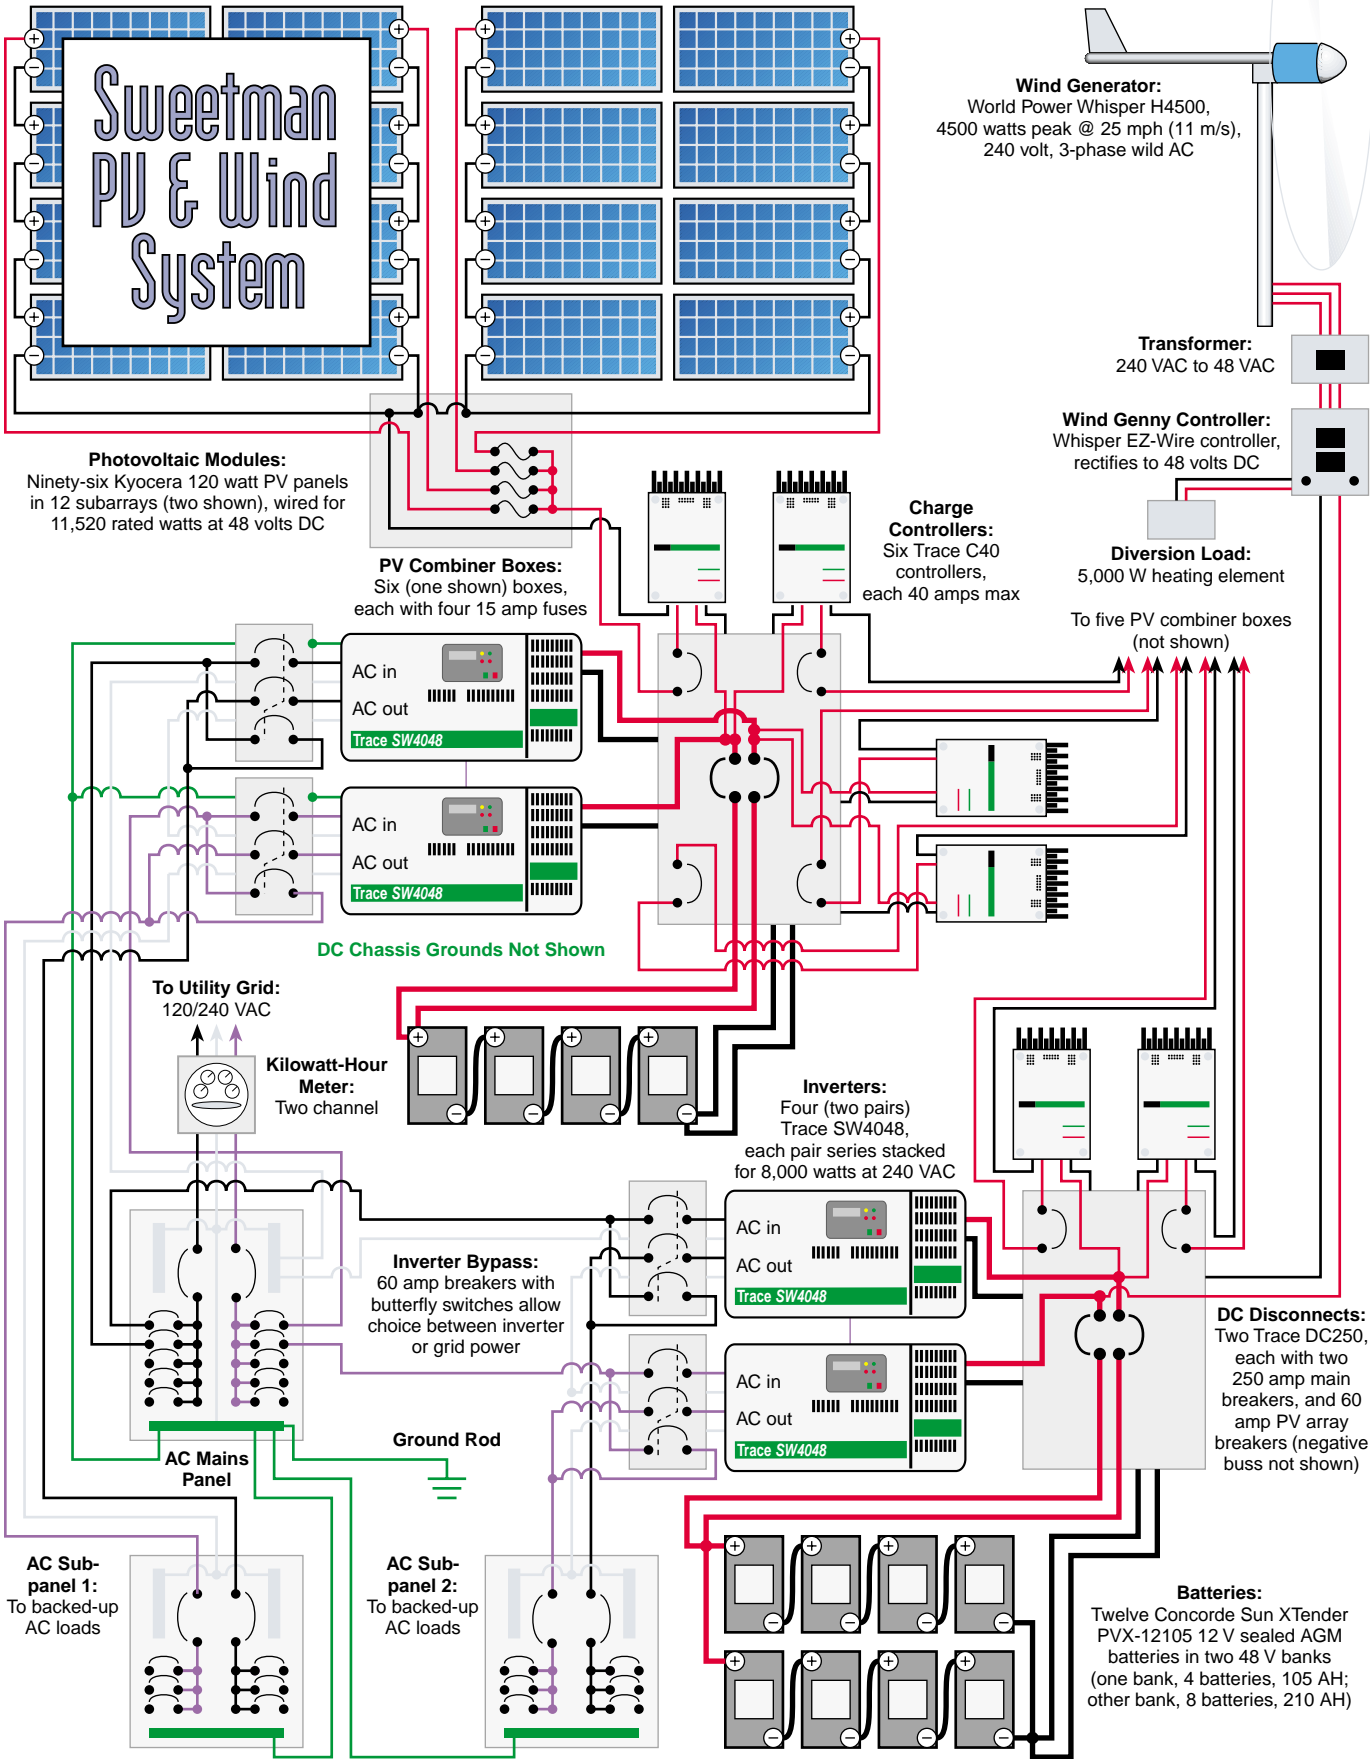 Sweetman
PV & Wind
System
Wind Generator:
World Power Whisper H4500,
4500 watts peak @ 25 mph (11 m/s),
240 volt, 3-phase wild AC
Transformer:
240 VAC to 48 VAC
Wind Genny Controller:
Whisper EZ-Wire controller,
rectifies to 48 volts DC
Photovoltaic Modules:
Ninety-six Kyocera 120 watt PV panels
in 12 subarrays (two shown), wired for
11,520 rated watts at 48 volts DC
PV Combiner Boxes:
Six (one shown) boxes,
each with four 15 amp fuses
Charge
Controllers:
Six Trace C40
controllers,
each 40 amps max
Diversion Load:
5,000 W heating element
To five PV combiner boxes
(not shown)
AC in
AC out
Trace SW4048
AC in
AC out
Trace SW4048
DC Chassis Grounds Not Shown
To Utility Grid:
120/240 VAC
Kilowatt-Hour
Meter:
Two channel
Inverters:
Four (two pairs)
Trace SW4048,
each pair series stacked
for 8,000 watts at 240 VAC
Inverter Bypass:
60 amp breakers with
butterfly switches allow
choice between inverter
or grid power
AC in
AC out
Trace SW4048
AC in
AC out
Trace SW4048
DC Disconnects:
Two Trace DC250,
each with two
250 amp main
breakers, and 60
amp PV array
breakers (negative
buss not shown)
Ground Rod
AC Mains
Panel
AC Sub-
panel 1:
To backed-up
AC loads
AC Sub-
panel 2:
To backed-up
AC loads
Batteries:
Twelve Concorde Sun XTender
PVX-12105 12 V sealed AGM
batteries in two 48 V banks
(one bank, 4 batteries, 105 AH;
other bank, 8 batteries, 210 AH)